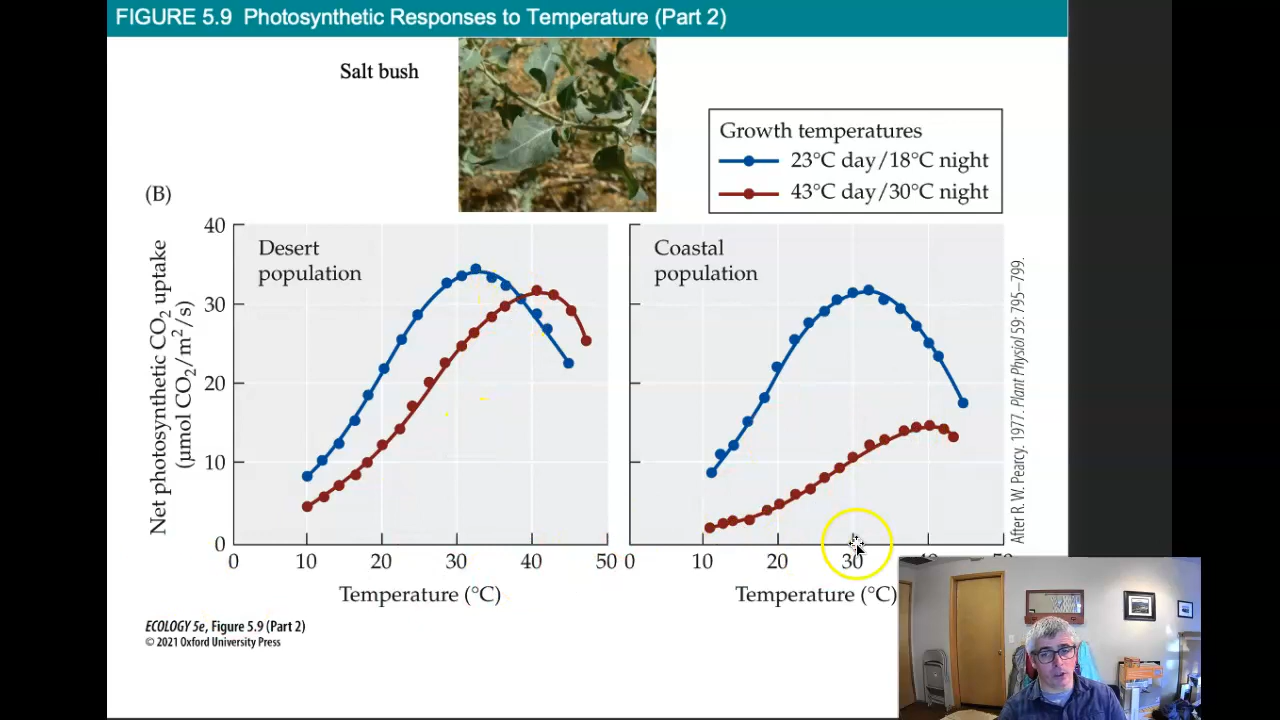 FIGURE 5.9 Photosynthetic Responses to Temperature (Part 2)
Salt bush
Growth temperatures
23°C day/18°C night
43°C day/30°C night
(B)
Net photosynthetic CO2 uptake
(μmol CO2/m2/s)
40
30
20
10
0
Desert
population
0 10 20 30 40 50
Temperature (°C)
Coastal
population
0 10 20 30 40 50
Temperature (°C)
After R. W. Pearcy. 1977. Plant Physiol 59: 795–799.
ECOLOGY 5e, Figure 5.9 (Part 2)
© 2021 Oxford University Press